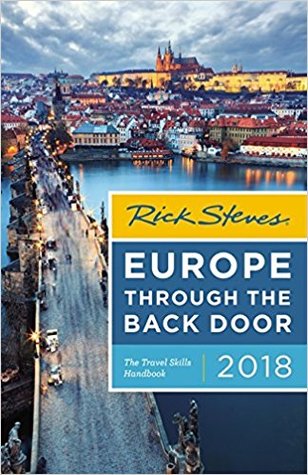 Rick Steves®
EUROPE
THROUGH THE
BACK DOOR
The Travel Skills
Handbook
2018